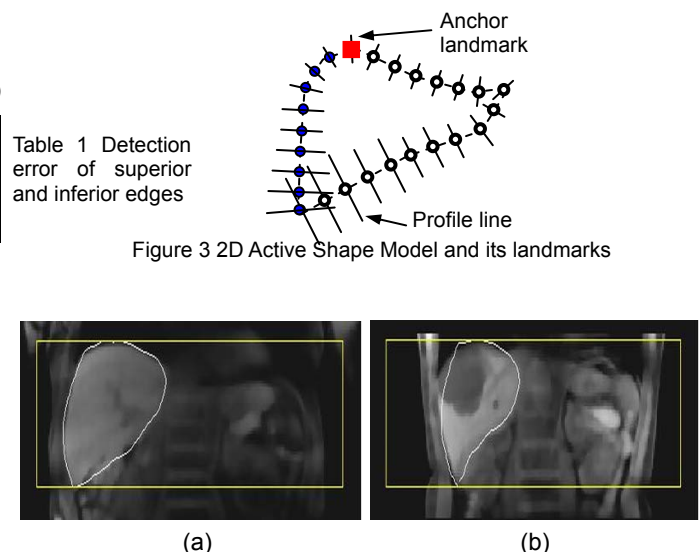 Anchor
landmark
Table 1 Detection
error of superior
and inferior edges
Profile line
Figure 3 2D Active Shape Model and its landmarks
(a)
(b)